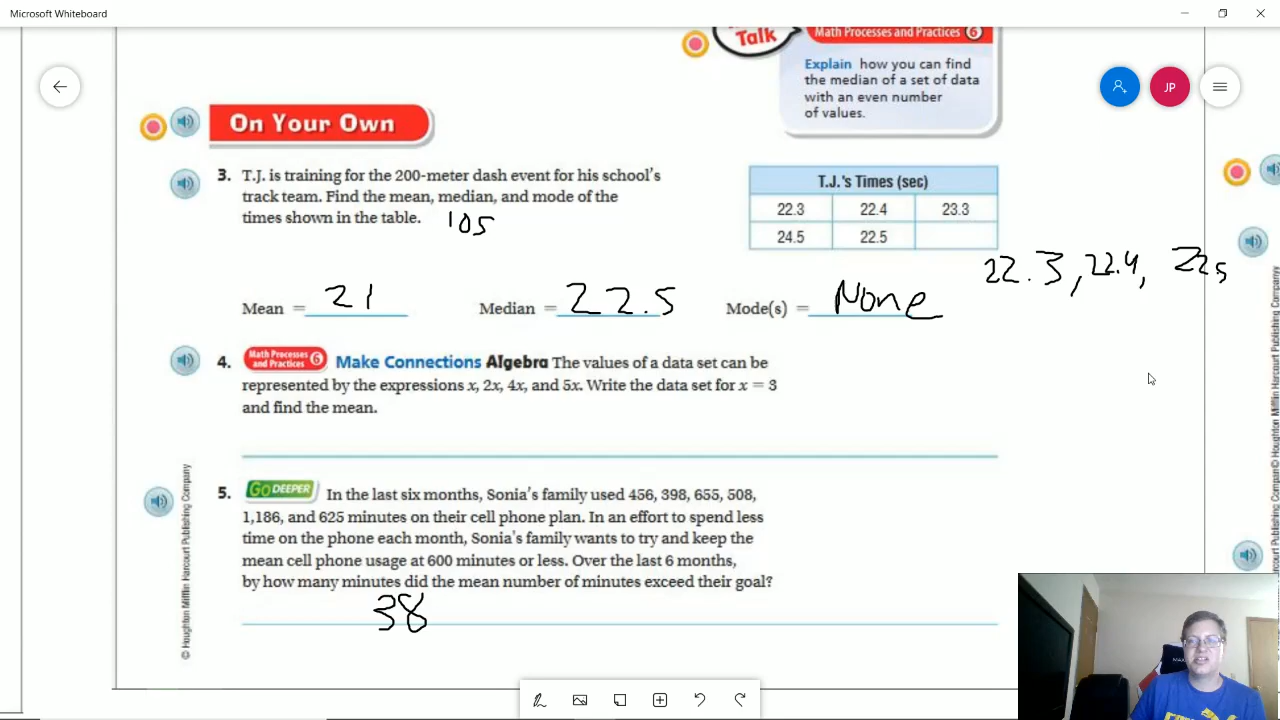 Microsoft Whiteboard
Talk
Math Processes and Practices 6
Explain how you can find
the median of a set of data
with an even number
of values.
JP
On Your Own
3. T.J. is training for the 200-meter dash event for his school's
track team. Find the mean, median, and mode of the
times shown in the table. 105
T.J.'s Times (sec)
22.3 22.4 23.3
24.5 22.5
22.3, 22.4, 22.5
Mean = 21 Median = 22.5 Mode(s) = None
4. Math Processes and Practices 6 Make Connections Algebra The values of a data set can be
represented by the expressions x, 2x, 4x, and 5x. Write the data set for x = 3
and find the mean.
5. GO DEEPER In the last six months, Sonia's family used 456, 398, 655, 508,
1,186, and 625 minutes on their cell phone plan. In an effort to spend less
time on the phone each month, Sonia's family wants to try and keep the
mean cell phone usage at 600 minutes or less. Over the last 6 months,
by how many minutes did the mean number of minutes exceed their goal?
38
© Houghton Mifflin Harcourt Publishing Company
© Houghton Mifflin Harcourt Publishing Company